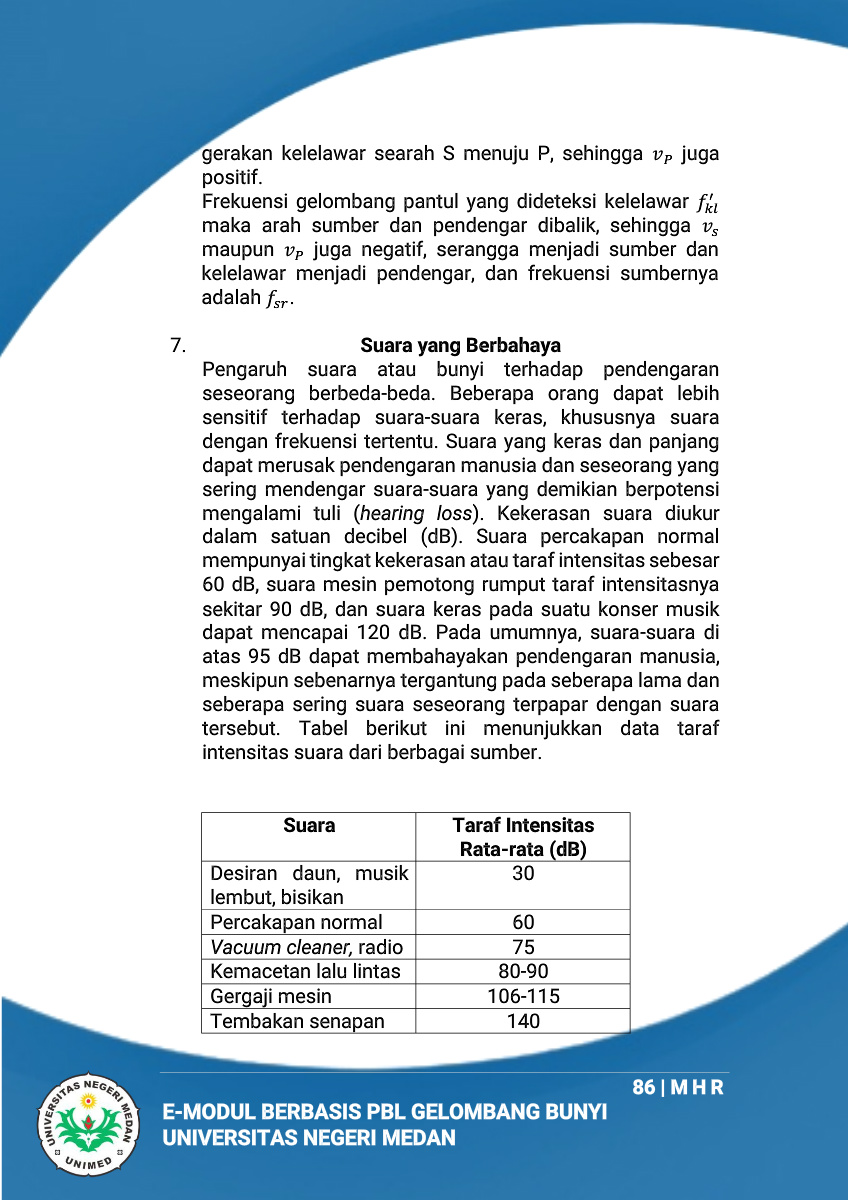 gerakan kelelawar searah S menuju P, sehingga v_P juga
positif.
Frekuensi gelombang pantul yang dideteksi kelelawar f'_kl
maka arah sumber dan pendengar dibalik, sehingga v_s
maupun v_P juga negatif, serangga menjadi sumber dan
kelelawar menjadi pendengar, dan frekuensi sumbernya
adalah f_sr.
7. Suara yang Berbahaya
Pengaruh suara atau bunyi terhadap pendengaran
seseorang berbeda-beda. Beberapa orang dapat lebih
sensitif terhadap suara-suara keras, khususnya suara
dengan frekuensi tertentu. Suara yang keras dan panjang
dapat merusak pendengaran manusia dan seseorang yang
sering mendengar suara-suara yang demikian berpotensi
mengalami tuli (hearing loss). Kekerasan suara diukur
dalam satuan decibel (dB). Suara percakapan normal
mempunyai tingkat kekerasan atau taraf intensitas sebesar
60 dB, suara mesin pemotong rumput taraf intensitasnya
sekitar 90 dB, dan suara keras pada suatu konser musik
dapat mencapai 120 dB. Pada umumnya, suara-suara di
atas 95 dB dapat membahayakan pendengaran manusia,
meskipun sebenarnya tergantung pada seberapa lama dan
seberapa sering suara seseorang terpapar dengan suara
tersebut. Tabel berikut ini menunjukkan data taraf
intensitas suara dari berbagai sumber.
Suara Taraf Intensitas
Rata-rata (dB)
Desiran daun, musik 30
lembut, bisikan
Percakapan normal 60
Vacuum cleaner, radio 75
Kemacetan lalu lintas 80-90
Gergaji mesin 106-115
Tembakan senapan 140
86 | M H R
E-MODUL BERBASIS PBL GELOMBANG BUNYI
UNIVERSITAS NEGERI MEDAN
UNIVERSITAS NEGERI MEDAN
UNIMED